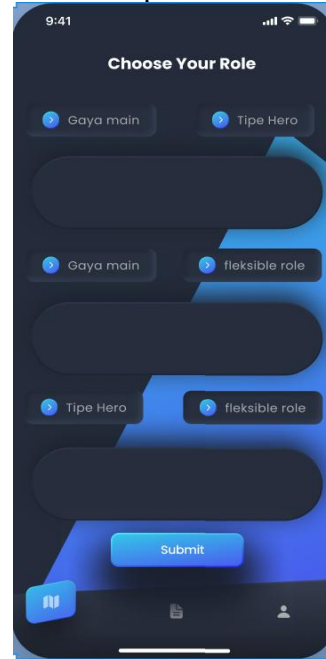 9:41
Choose Your Role
Gaya main
Tipe Hero
Gaya main
fleksible role
Tipe Hero
fleksible role
Submit